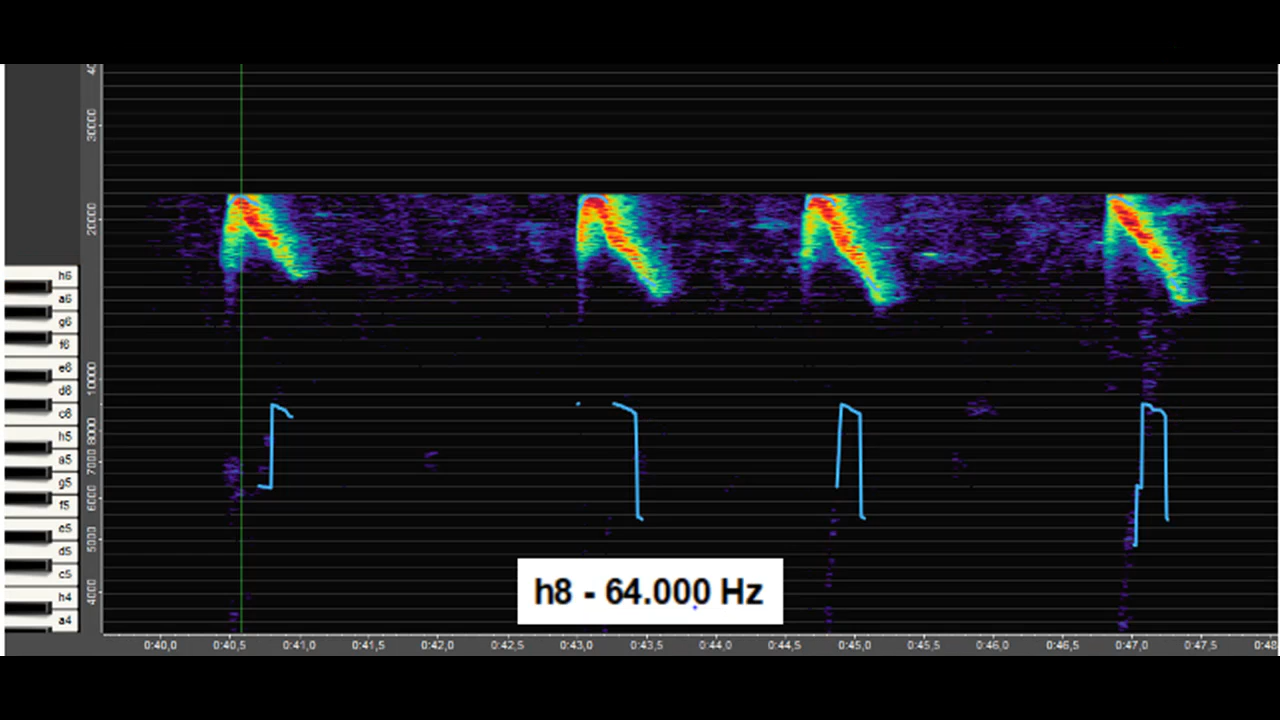 40
30000
20000
10000
8000
7000
6000
5000
4000
h6
a6
g6
f6
e6
d6
c6
h5
a5
g5
f5
e5
d5
c5
h4
a4
h8 - 64.000 Hz
0:40,0 0:40,5 0:41,0 0:41,5 0:42,0 0:42,5 0:43,0 0:43,5 0:44,0 0:44,5 0:45,0 0:45,5 0:46,0 0:46,5 0:47,0 0:47,5 0:48